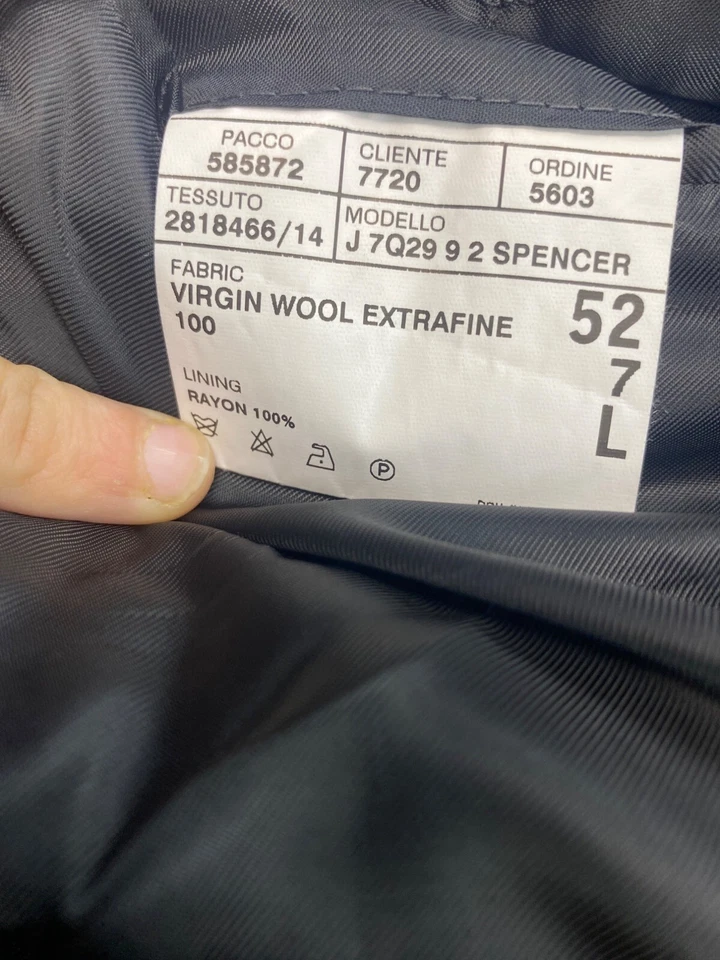 PACCO
585872
CLIENTE
7720
ORDINE
5603
TESSUTO
2818466/14
MODELLO
J 7Q29 9 2 SPENCER
FABRIC
VIRGIN WOOL EXTRAFINE
100
52
7
L
LINING
RAYON 100%
P